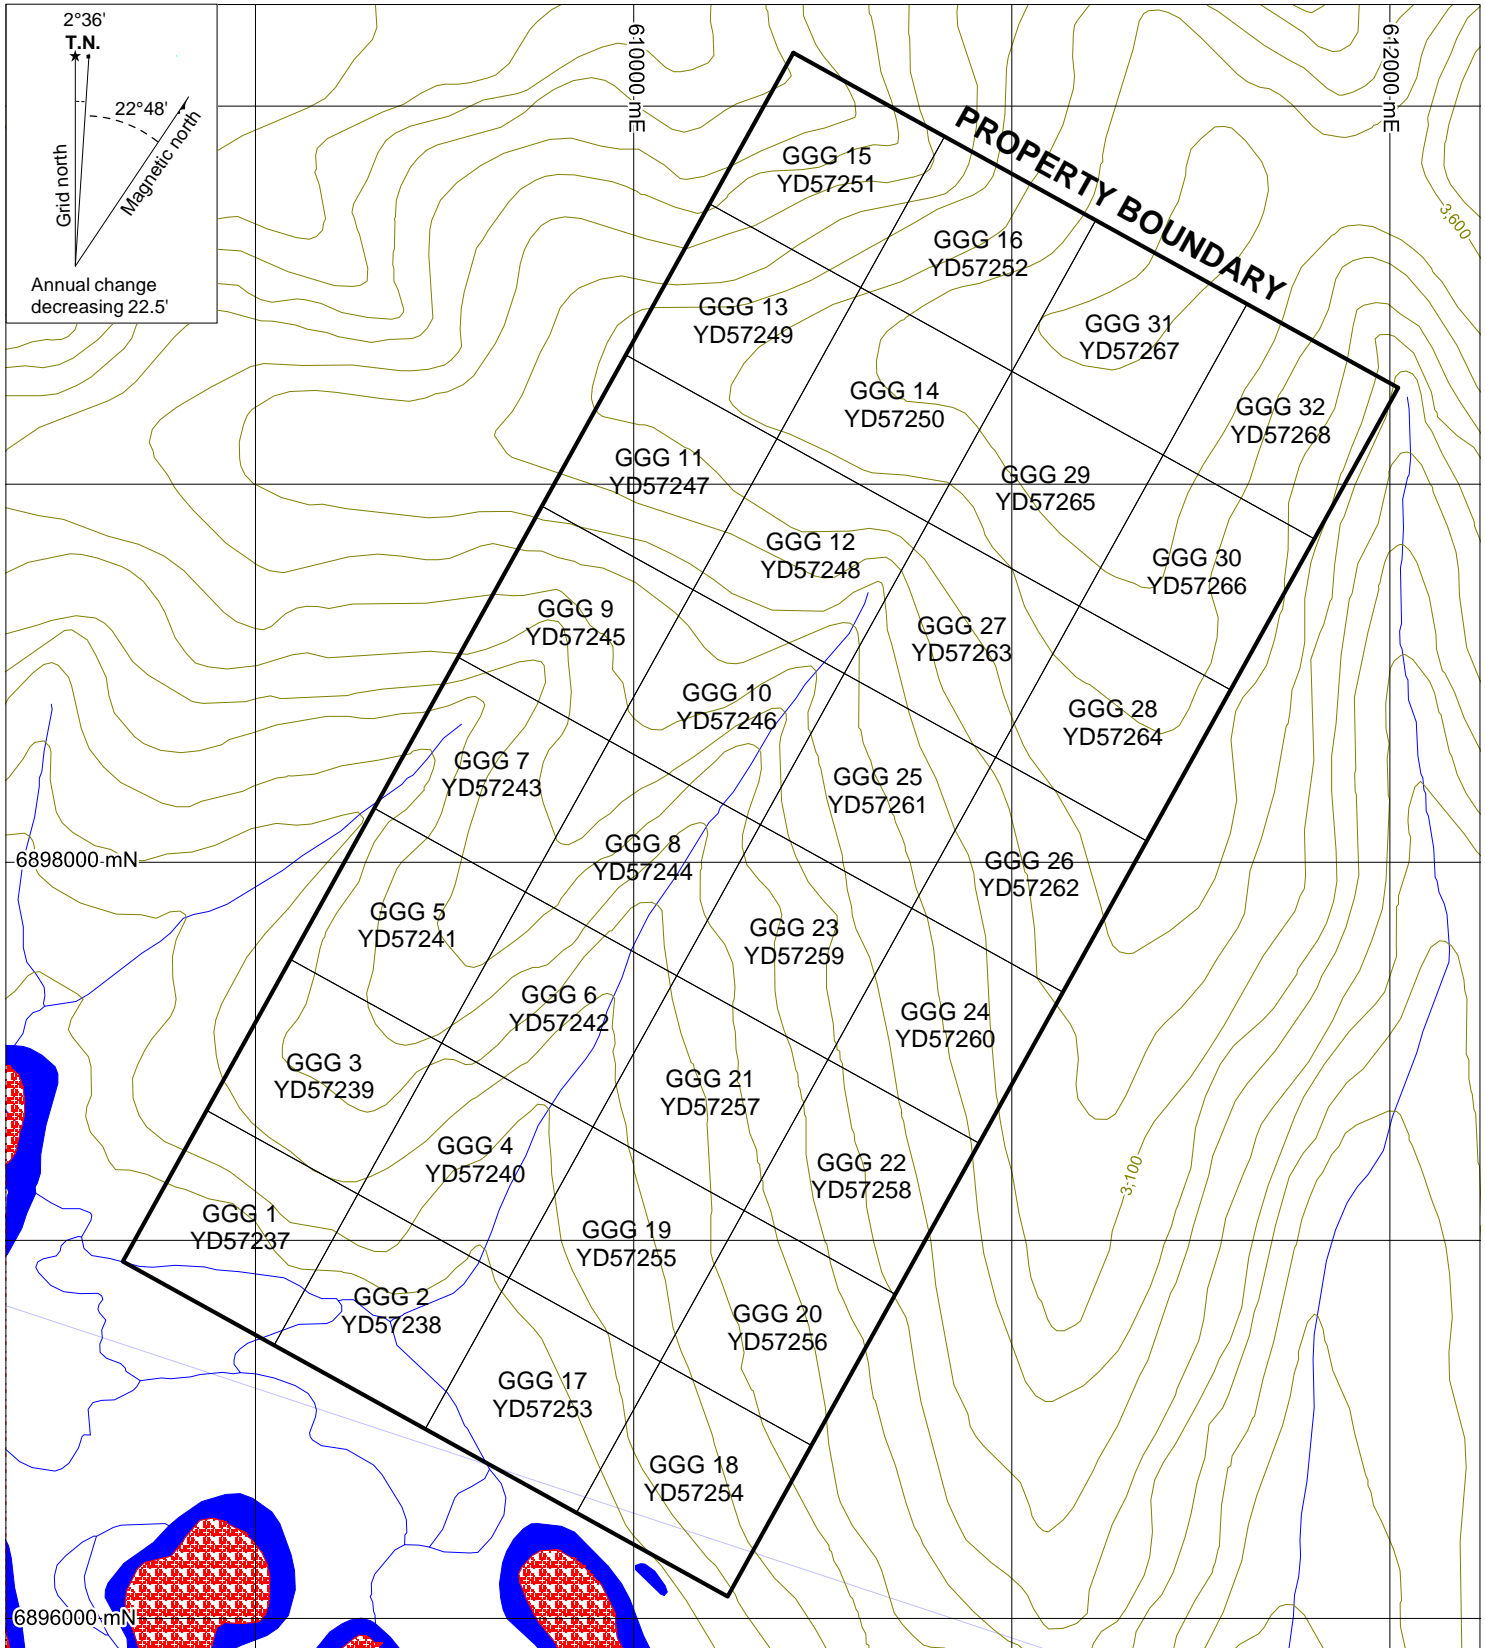 2°36'
T.N.
22°48'
Grid north
Magnetic north
Annual change
decreasing 22.5'
610000 mE
612000 mE
PROPERTY BOUNDARY
3,600
GGG 15
YD57251
GGG 16
YD57252
GGG 13
YD57249
GGG 31
YD57267
GGG 14
YD57250
GGG 32
YD57268
GGG 11
YD57247
GGG 29
YD57265
GGG 12
YD57248
GGG 30
YD57266
GGG 9
YD57245
GGG 27
YD57263
GGG 10
YD57246
GGG 28
YD57264
GGG 7
YD57243
GGG 25
YD57261
GGG 8
YD57244
6898000 mN
GGG 26
YD57262
GGG 5
YD57241
GGG 23
YD57259
GGG 6
YD57242
GGG 24
YD57260
GGG 3
YD57239
GGG 21
YD57257
GGG 4
YD57240
GGG 22
YD57258
3,100
GGG 1
YD57237
GGG 19
YD57255
GGG 2
YD57238
GGG 20
YD57256
GGG 17
YD57253
GGG 18
YD57254
6896000 mN